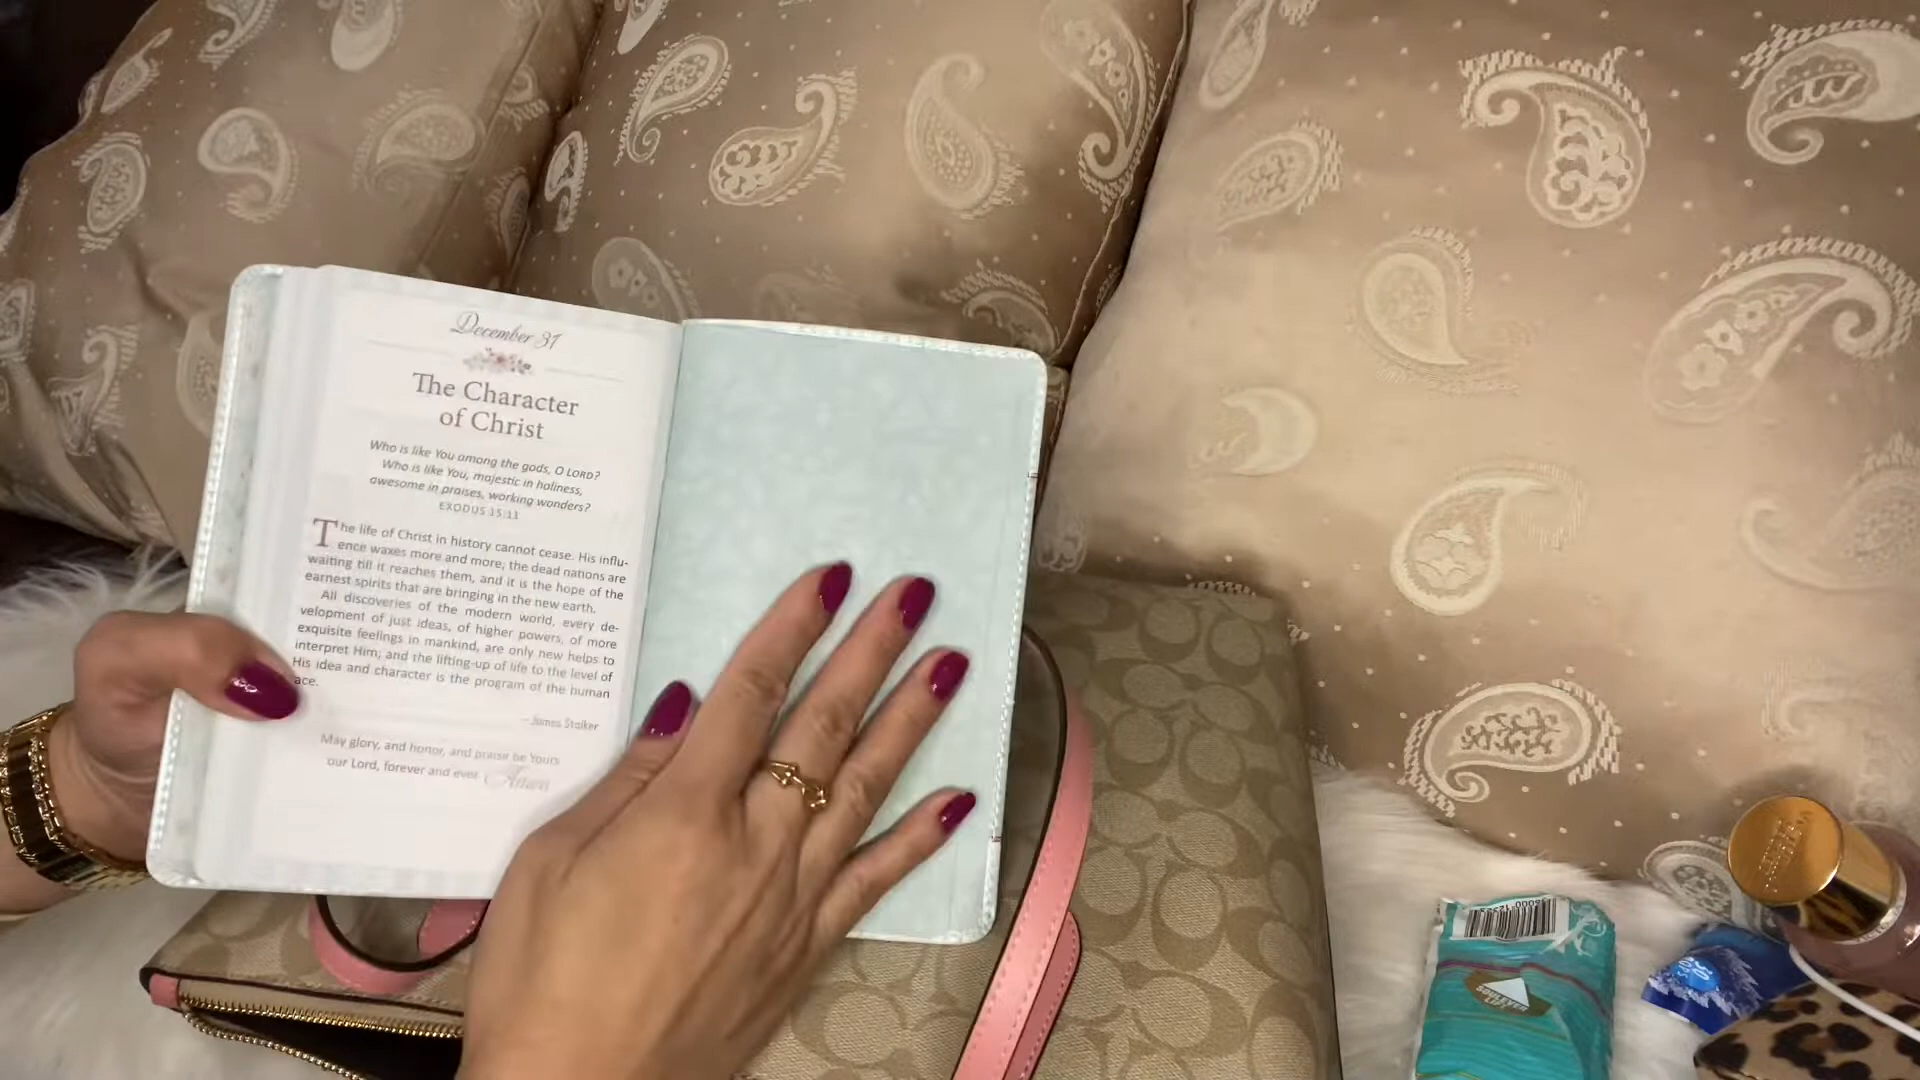 December 31
The Character
of Christ
Who is like You among the gods, O LORD?
Who is like You, majestic in holiness,
awesome in praises, working wonders?
EXODUS 15:11
The life of Christ in history cannot cease. His influ-
ence waxes more and more; the dead nations are
waiting till it reaches them, and it is the hope of the
earnest spirits that are bringing in the new earth.
All discoveries of the modern world, every de-
velopment of just ideas, of higher powers, of more
exquisite feelings in mankind, are only new helps to
interpret Him; and the lifting-up of life to the level of
His idea and character is the program of the human
ace.
–James Stalker
May glory, and honor, and praise be Yours
our Lord, forever and ever. Amen